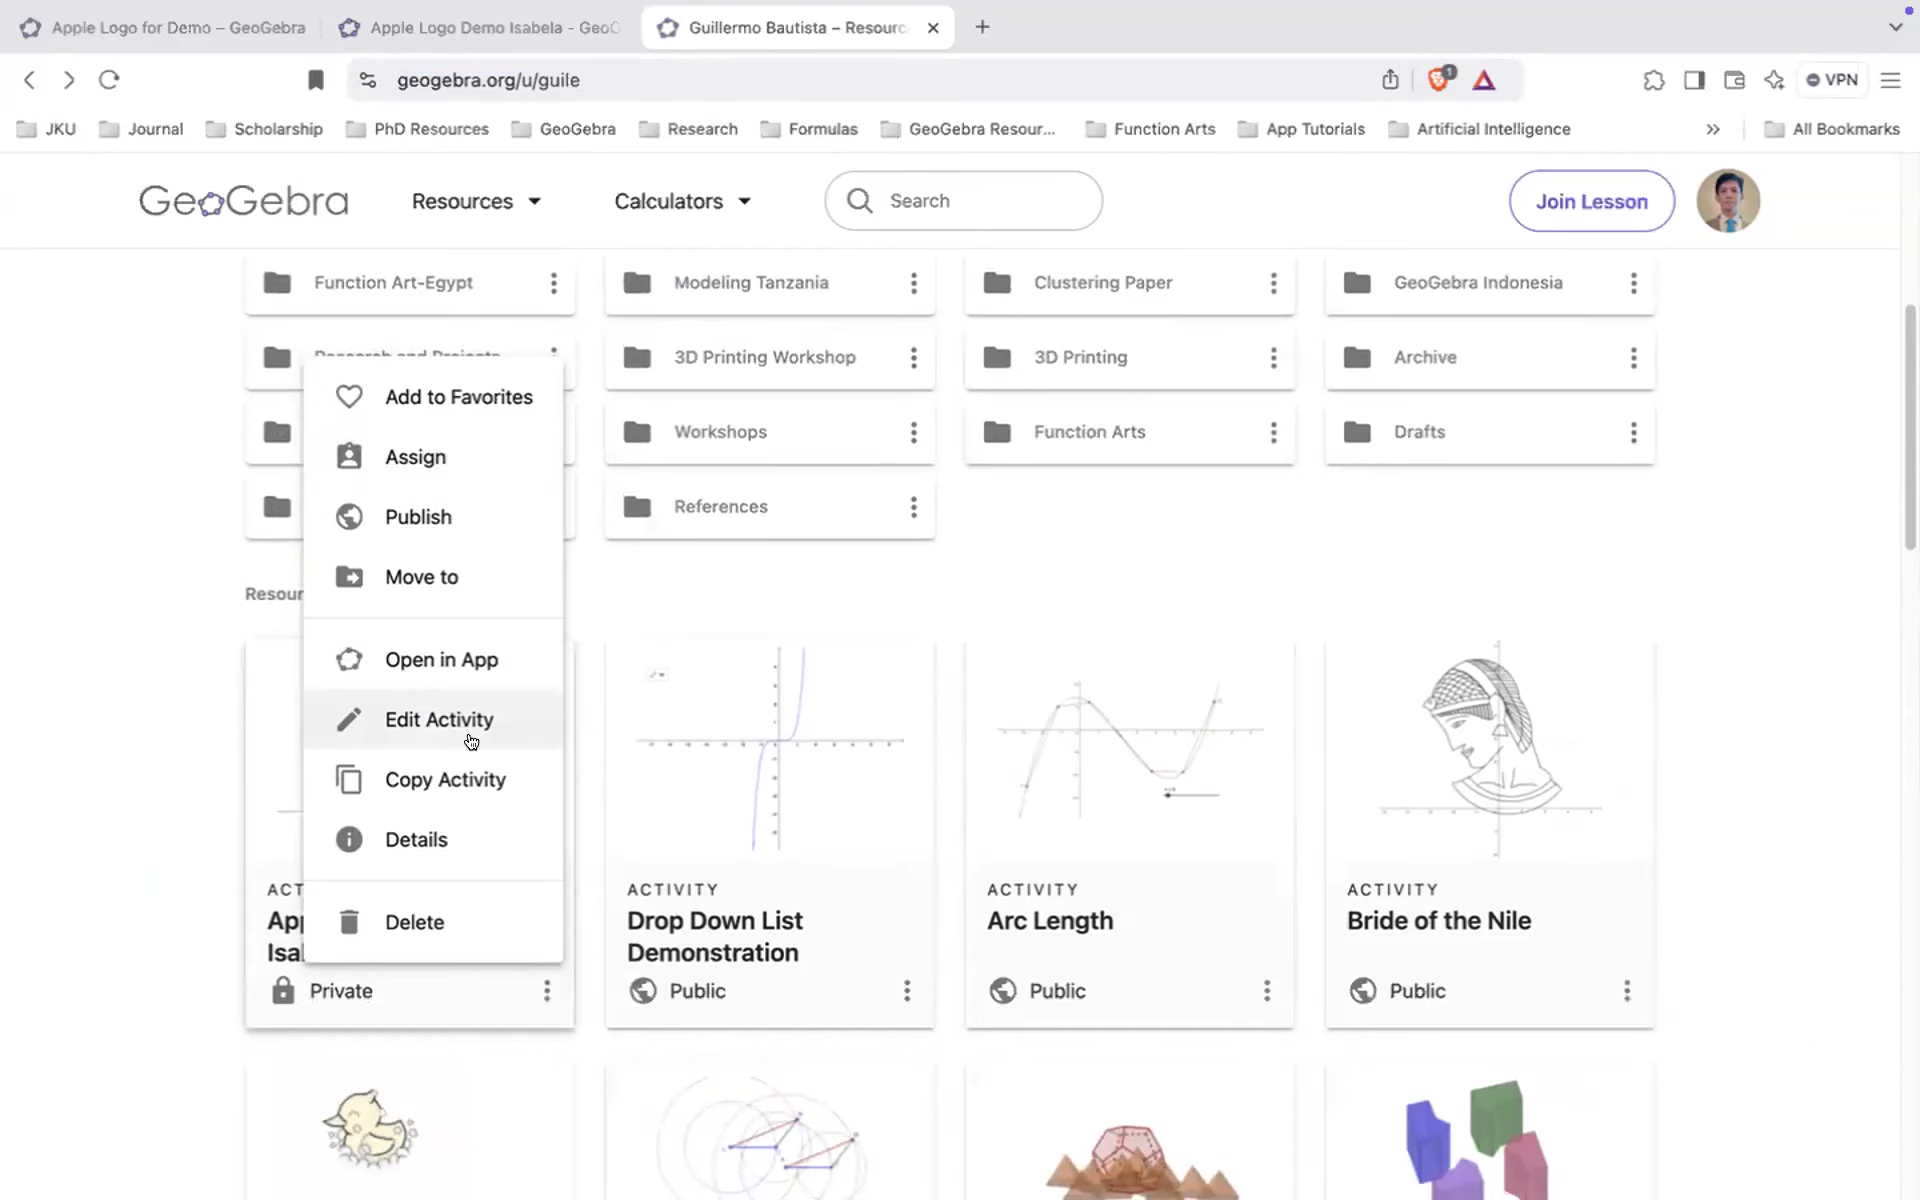 Apple Logo for Demo – GeoGebra
Apple Logo Demo Isabela - Geo
Guillermo Bautista – Resourc
geogebra.org/u/guile
1
VPN
JKU
Journal
Scholarship
PhD Resources
GeoGebra
Research
Formulas
GeoGebra Resour...
Function Arts
App Tutorials
Artificial Intelligence
»
All Bookmarks
GeoGebra
Resources
Calculators
Search
Join Lesson
Function Art-Egypt
Modeling Tanzania
Clustering Paper
GeoGebra Indonesia
Research and Projects
3D Printing Workshop
3D Printing
Archive
Workshops
Function Arts
Drafts
References
Add to Favorites
Assign
Publish
Move to
Open in App
Edit Activity
Copy Activity
Details
Delete
Resour
ACT
App
Isa
Private
ACTIVITY
Drop Down List
Demonstration
Public
ACTIVITY
Arc Length
Public
ACTIVITY
Bride of the Nile
Public